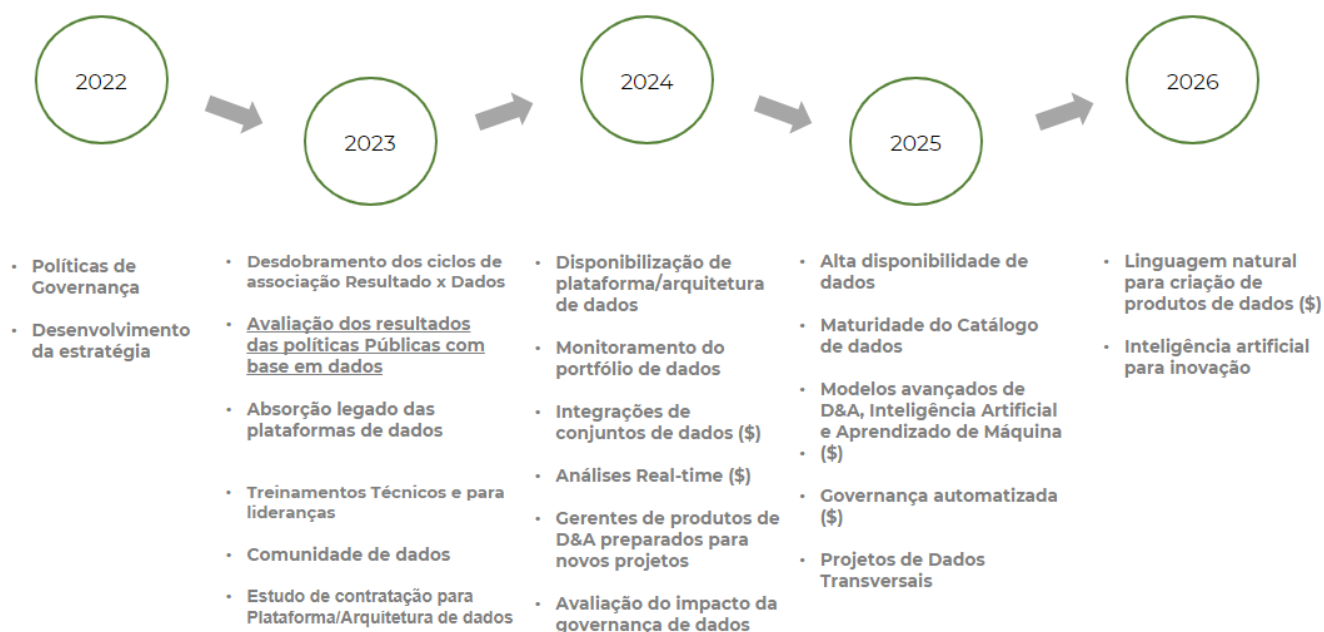 2022
2023
2024
2025
2026
• Políticas de
Governança
• Desenvolvimento
da estratégia
• Desdobramento dos ciclos de
associação Resultado x Dados
• Avaliação dos resultados
das políticas Públicas com
base em dados
• Absorção legado das
plataformas de dados
• Treinamentos Técnicos e para
lideranças
• Comunidade de dados
• Estudo de contratação para
Plataforma/Arquitetura de dados
• Disponibilização de
plataforma/arquitetura
de dados
• Monitoramento do
portfólio de dados
• Integrações de
conjuntos de dados ($)
• Análises Real-time ($)
• Gerentes de produtos de
D&A preparados para
novos projetos
• Avaliação do impacto da
governança de dados
• Alta disponibilidade de
dados
• Maturidade do Catálogo
de dados
• Modelos avançados de
D&A, Inteligência Artificial
e Aprendizado de Máquina
• ($)
• Governança automatizada
($)
• Projetos de Dados
Transversais
• Linguagem natural
para criação de
produtos de dados ($)
• Inteligência artificial
para inovação